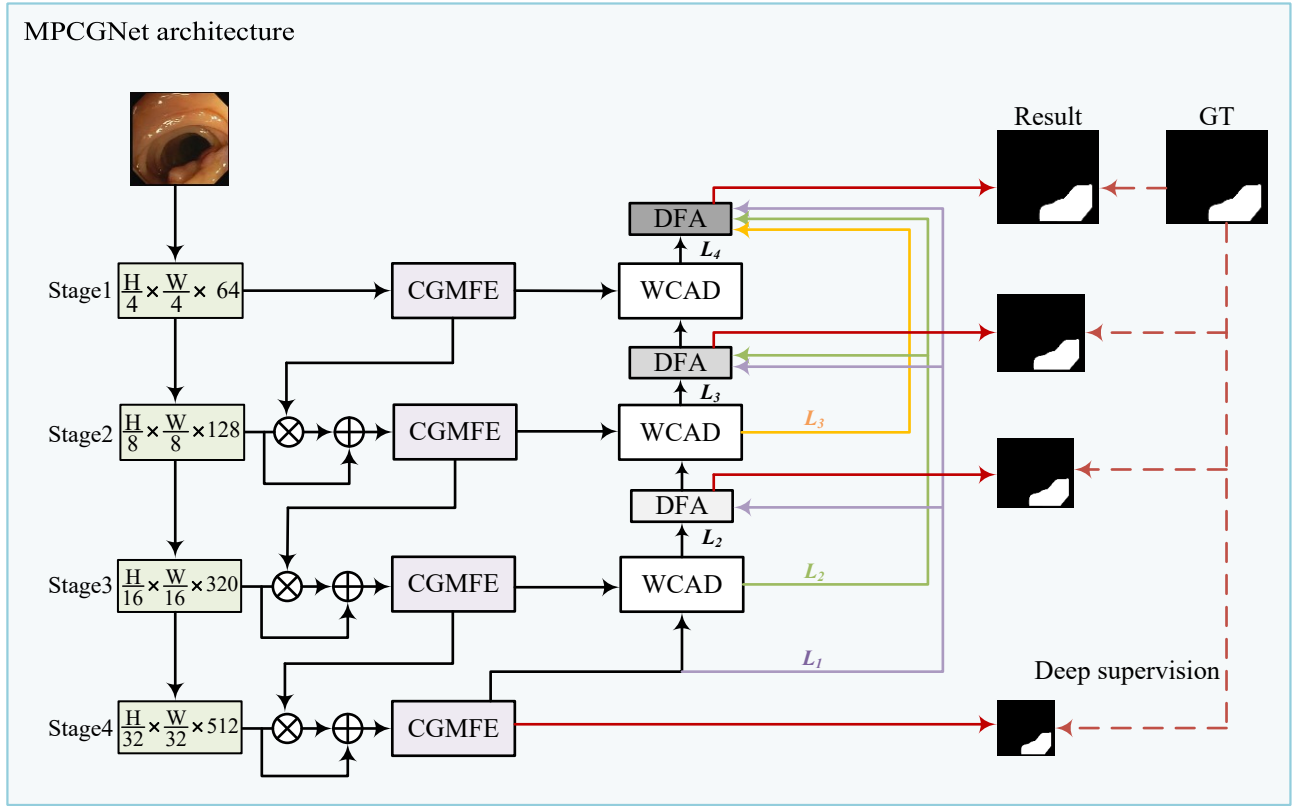 MPCGNet architecture
Result
GT
DFA
L₄
Stage1
H/4 × W/4 × 64
CGMFE
WCAD
DFA
L₃
Stage2
H/8 × W/8 ×128
CGMFE
WCAD
L₃
DFA
L₂
Stage3
H/16 × W/16 ×320
CGMFE
WCAD
L₂
L₁
Deep supervision
Stage4
H/32 × W/32 ×512
CGMFE